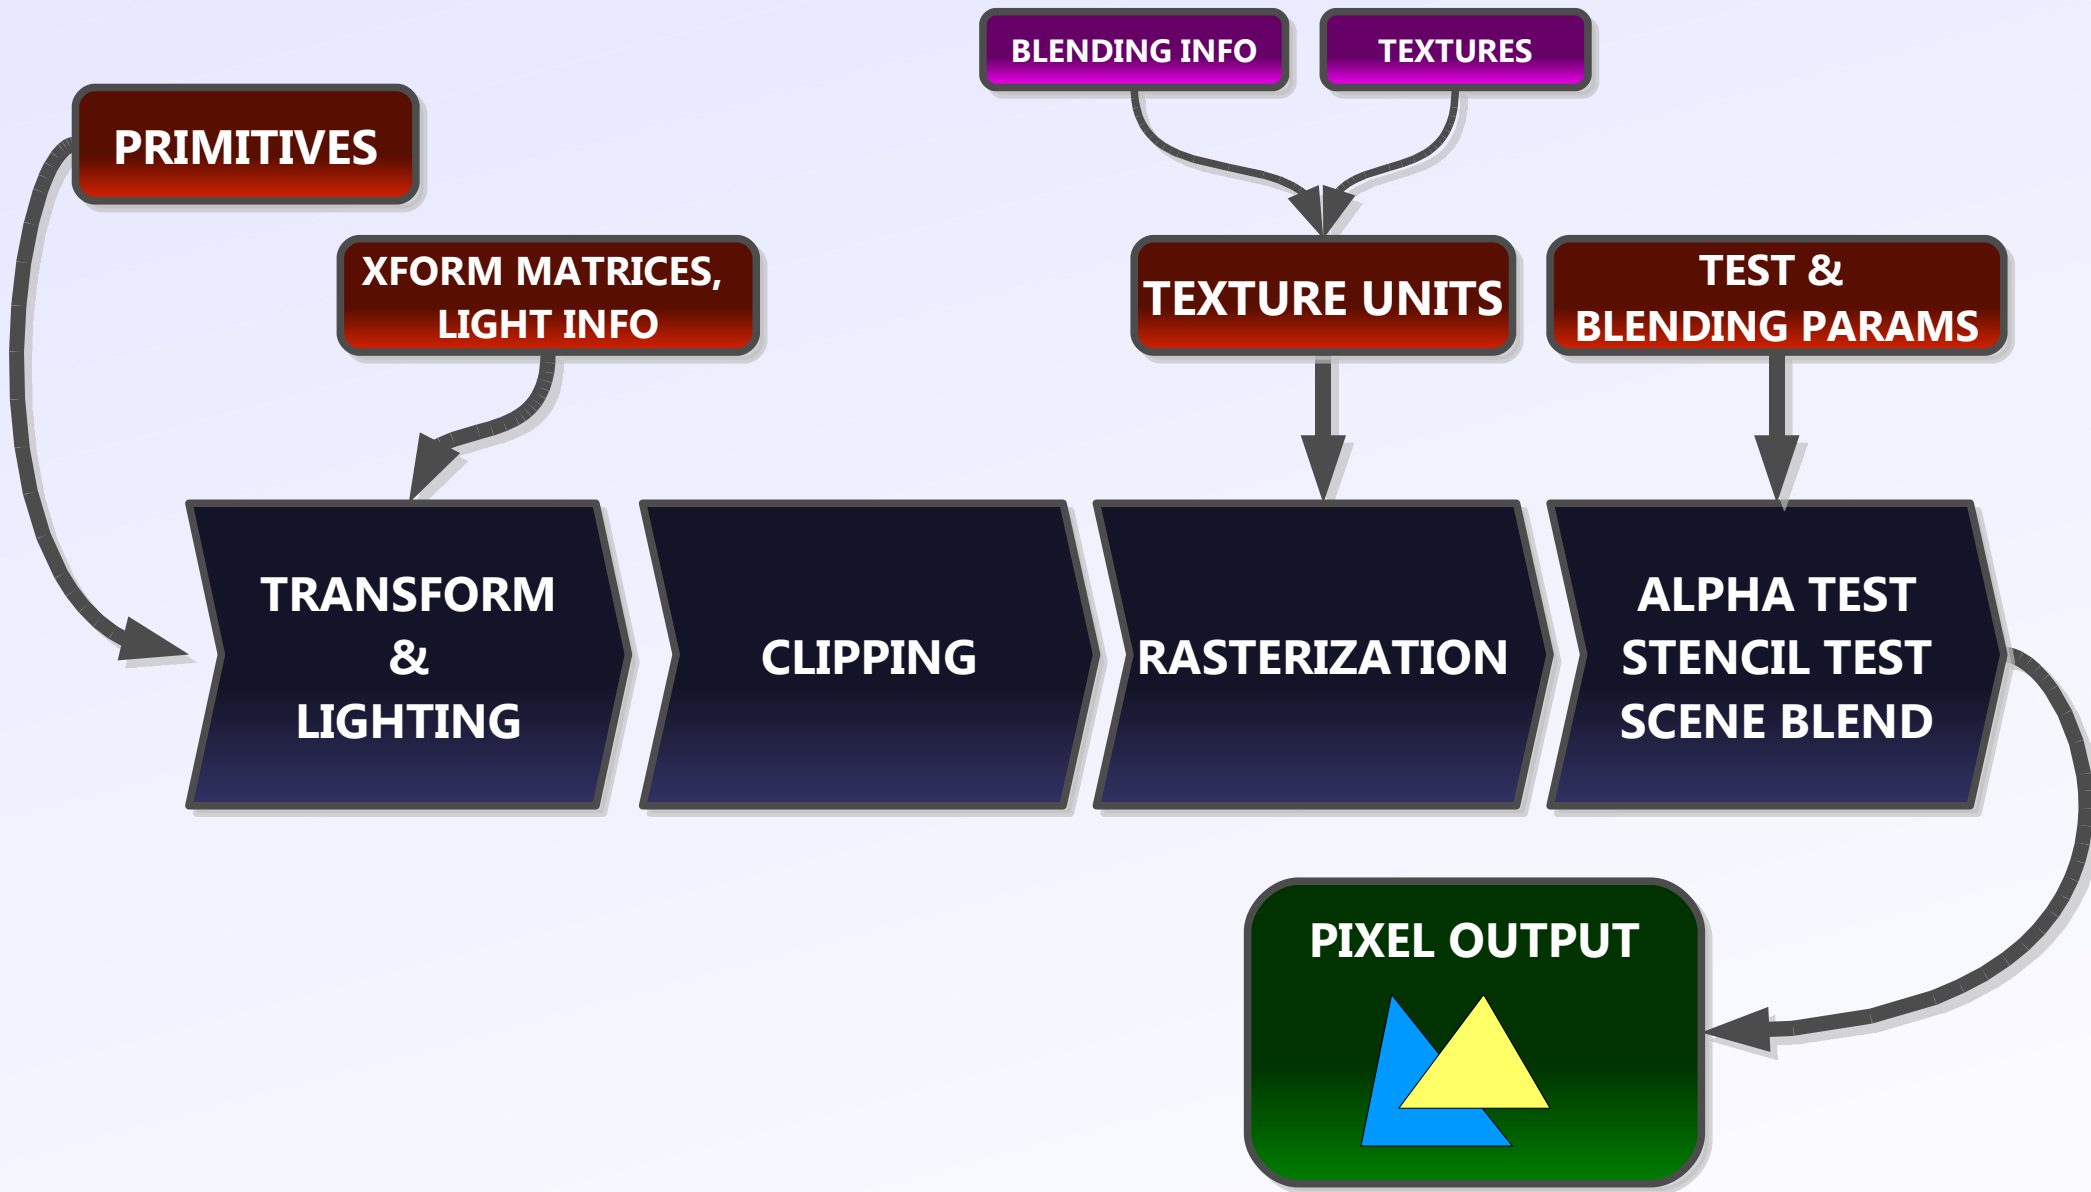 BLENDING INFO
TEXTURES
PRIMITIVES
XFORM MATRICES,
LIGHT INFO
TEXTURE UNITS
TEST &
BLENDING PARAMS
TRANSFORM
&
LIGHTING
CLIPPING
RASTERIZATION
ALPHA TEST
STENCIL TEST
SCENE BLEND
PIXEL OUTPUT